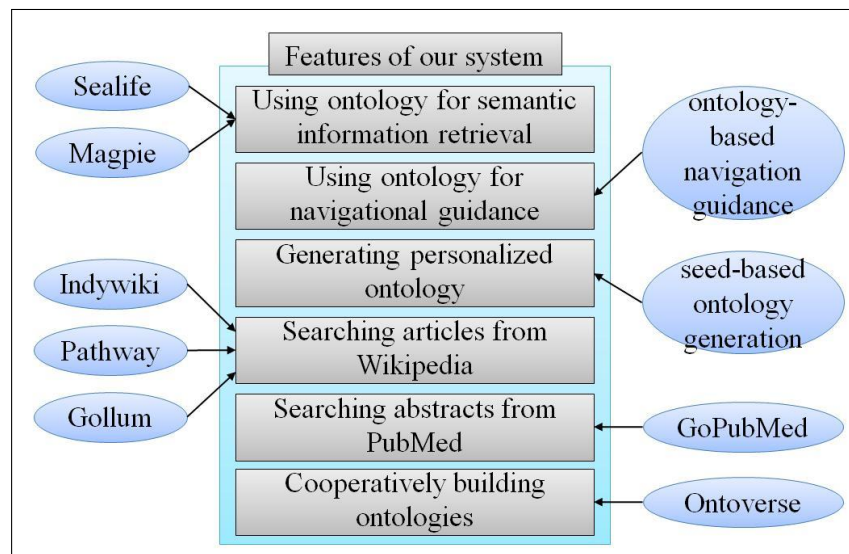 Features of our system
Sealife
Magpie
Using ontology for semantic
information retrieval
Using ontology for
navigational guidance
ontology-
based
navigation
guidance
Generating personalized
ontology
seed-based
ontology
generation
Indywiki
Pathway
Gollum
Searching articles from
Wikipedia
Searching abstracts from
PubMed
GoPubMed
Cooperatively building
ontologies
Ontoverse